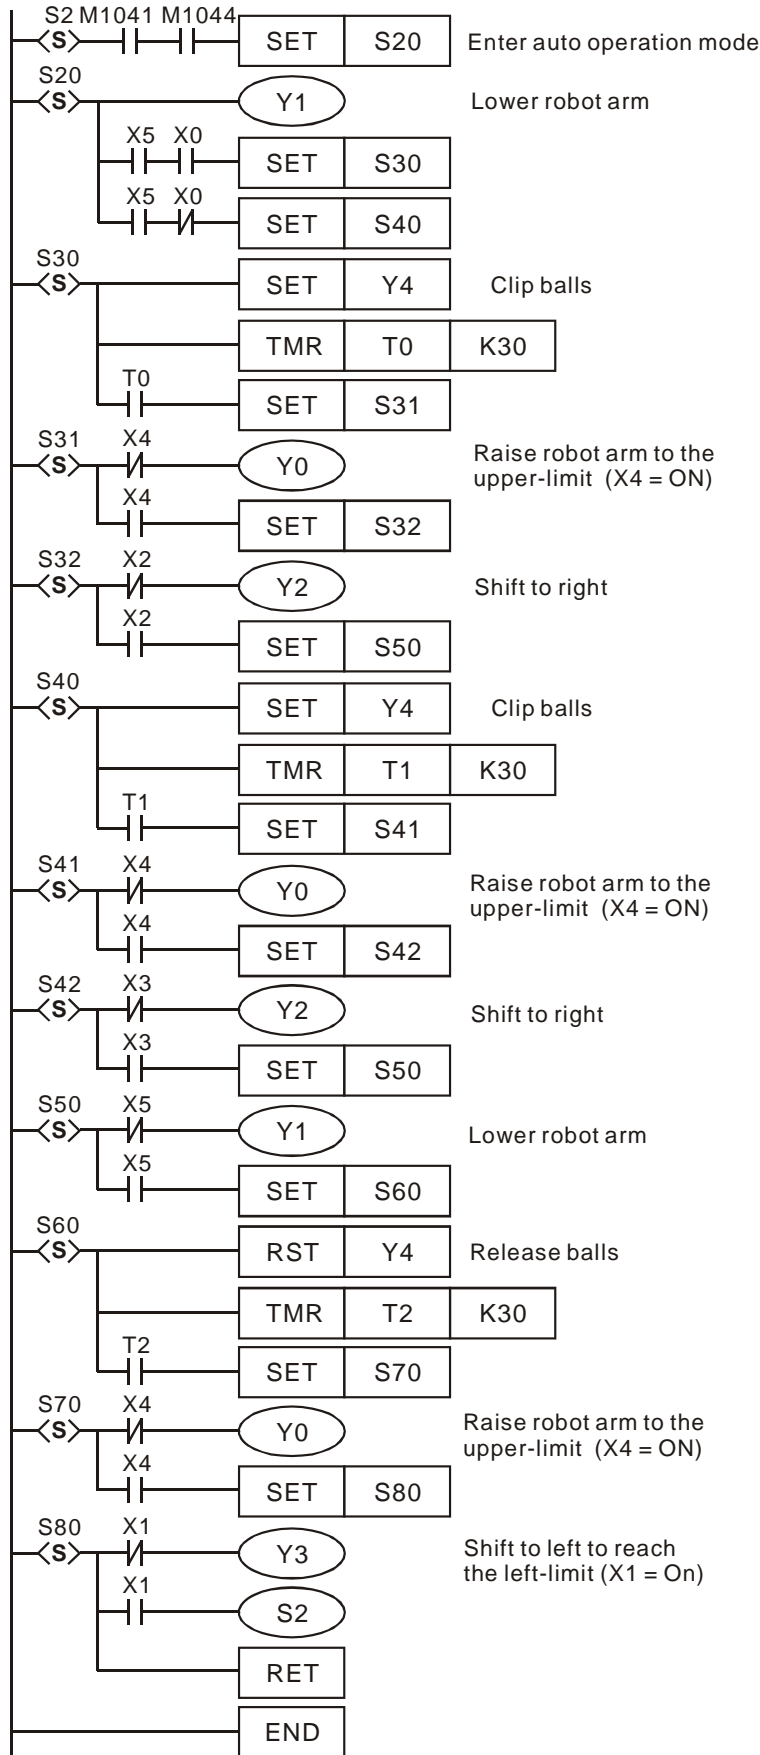 S2 M1041 M1044
S SET S20 Enter auto operation mode
S20
S Y1 Lower robot arm
X5 X0
SET S30
X5 X0
SET S40
S30
S SET Y4 Clip balls
TMR T0 K30
T0
SET S31
S31 X4
S Y0 Raise robot arm to the
upper-limit (X4 = ON)
X4
SET S32
S32 X2
S Y2 Shift to right
X2
SET S50
S40
S SET Y4 Clip balls
TMR T1 K30
T1
SET S41
S41 X4
S Y0 Raise robot arm to the
upper-limit (X4 = ON)
X4
SET S42
S42 X3
S Y2 Shift to right
X3
SET S50
S50 X5
S Y1 Lower robot arm
X5
SET S60
S60
S RST Y4 Release balls
TMR T2 K30
T2
SET S70
S70 X4
S Y0 Raise robot arm to the
upper-limit (X4 = ON)
X4
SET S80
S80 X1
S Y3 Shift to left to reach
the left-limit (X1 = On)
X1
S2
RET
END